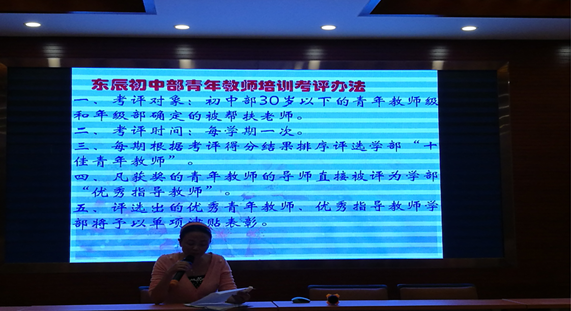 东辰初中部青年教师培训考评办法
一、考评对象：初中部30岁以下的青年教师级
和年级部确定的被帮扶老师。
二、考评时间：每学期一次。
三、每期根据考评得分结果排序评选学部“十
佳青年教师”。
四、凡获奖的青年教师的导师直接被评为学部
“优秀指导教师”。
五、评选出的优秀青年教师、优秀指导教师学
部将予以单项津贴表彰。